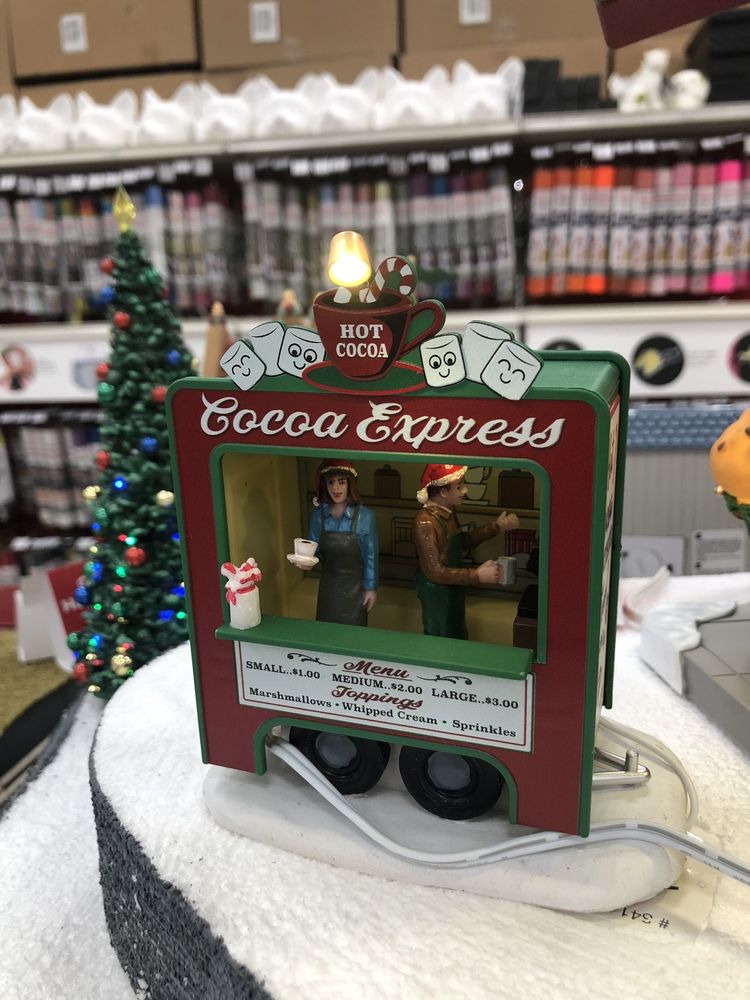 HOT
COCOA
Cocoa Express
Menu
SMALL..$1.00 MEDIUM..$2.00 LARGE..$3.00
Toppings
Marshmallows • Whipped Cream • Sprinkles
# 341